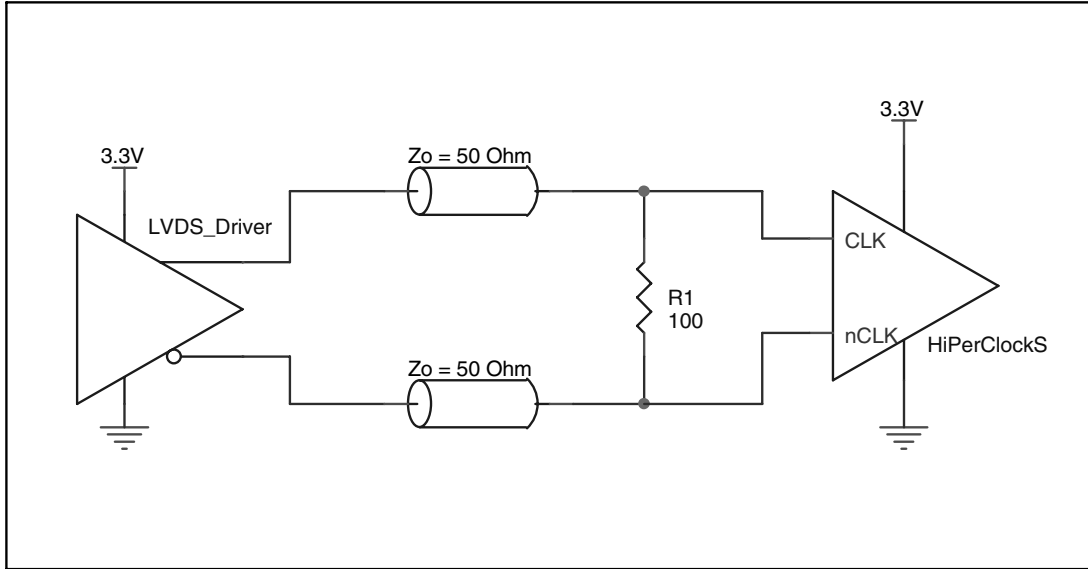 3.3V
LVDS_Driver
Zo = 50 Ohm
Zo = 50 Ohm
R1
100
3.3V
CLK
nCLK
HiPerClockS